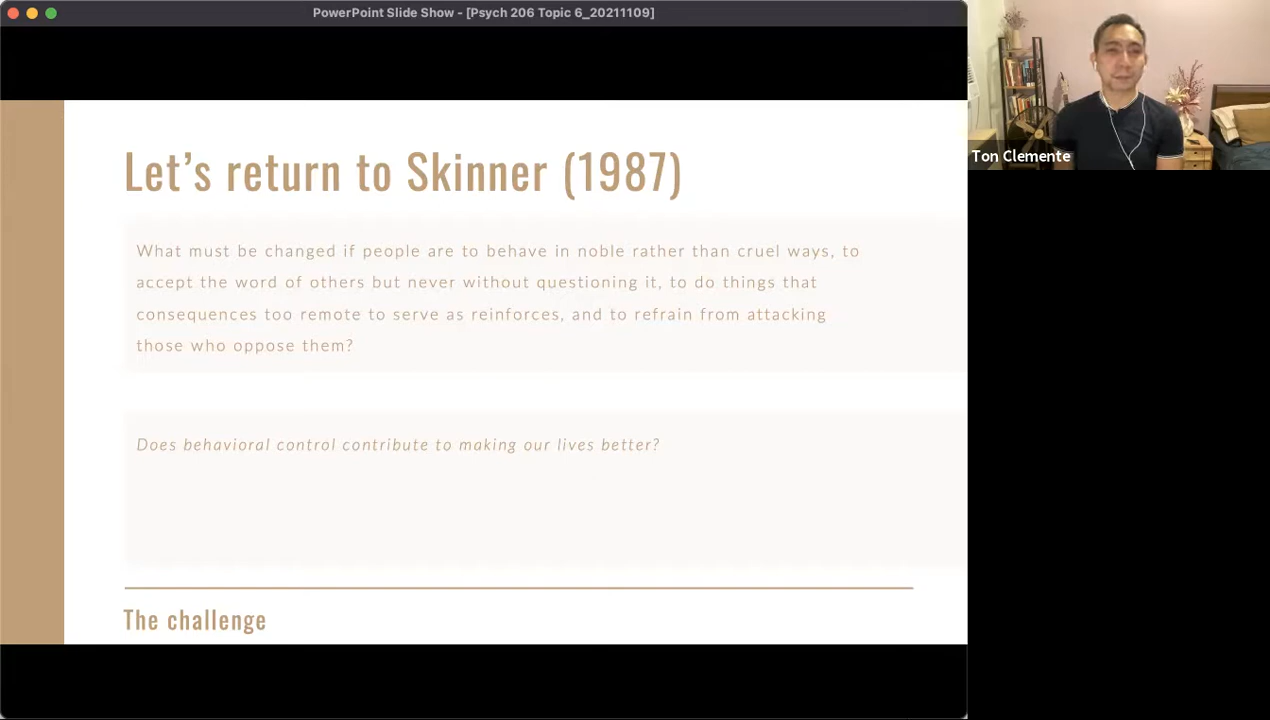 PowerPoint Slide Show - [Psych 206 Topic 6_20211109]
Let’s return to Skinner (1987)
What must be changed if people are to behave in noble rather than cruel ways, to
accept the word of others but never without questioning it, to do things that
consequences too remote to serve as reinforces, and to refrain from attacking
those who oppose them?
Does behavioral control contribute to making our lives better?
The challenge
Ton Clemente